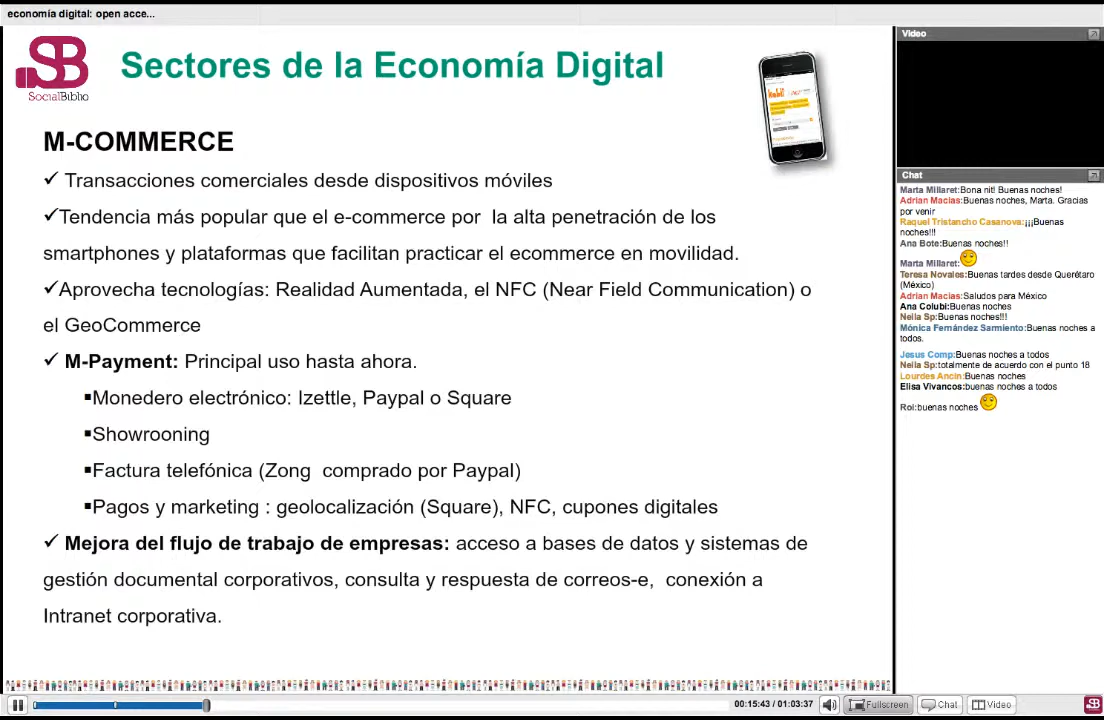 economía digital: open acce...
SB
SocialBiblio
Sectores de la Economía Digital
M-COMMERCE
✓ Transacciones comerciales desde dispositivos móviles
✓Tendencia más popular que el e-commerce por la alta penetración de los
smartphones y plataformas que facilitan practicar el ecommerce en movilidad.
✓Aprovecha tecnologías: Realidad Aumentada, el NFC (Near Field Communication) o
el GeoCommerce
✓ M-Payment: Principal uso hasta ahora.
▪Monedero electrónico: Izettle, Paypal o Square
▪Showrooning
▪Factura telefónica (Zong comprado por Paypal)
▪Pagos y marketing : geolocalización (Square), NFC, cupones digitales
✓ Mejora del flujo de trabajo de empresas: acceso a bases de datos y sistemas de
gestión documental corporativos, consulta y respuesta de correos-e, conexión a
Intranet corporativa.
Video
Chat
Marta Millaret:Bona nit! Buenas noches!
Adrian Macias:Buenas noches, Marta. Gracias
por venir
Raquel Tristancho Casanova:¡¡¡Buenas
noches!!!
Ana Bote:Buenas noches!!
Marta Millaret:
Teresa Novales:Buenas tardes desde Querétaro
(México)
Adrian Macias:Saludos para México
Ana Colubi:Buenas noches
Neila Sp:Buenas noches!!!
Mónica Fernández Sarmiento:Buenas noches a
todos.
Jesus Comp:Buenas noches a todos
Neila Sp:totalmente de acuerdo con el punto 18
Lourdes Ancin:Buenas noches
Elisa Vivancos:buenas noches a todos
Roi:buenas noches
00:15:43 / 01:03:37
Fullscreen
Chat
Video
SB